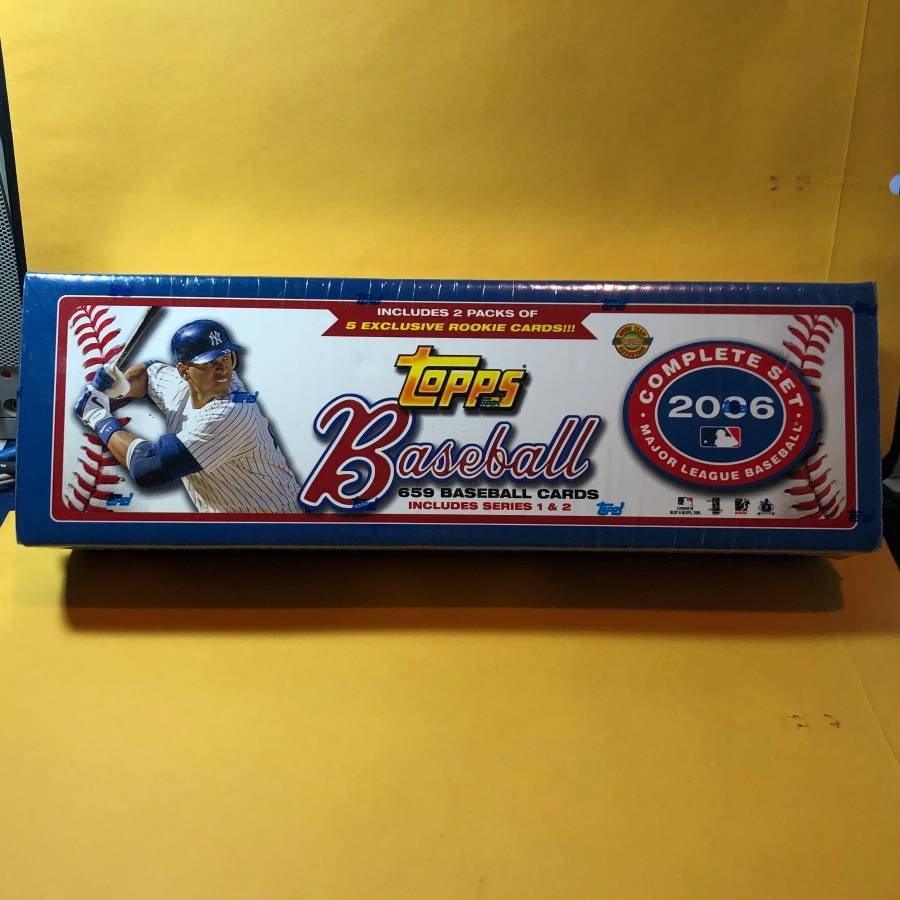 INCLUDES 2 PACKS OF
5 EXCLUSIVE ROOKIE CARDS!!!
Topps
Baseball
659 BASEBALL CARDS
INCLUDES SERIES 1 & 2
COMPLETE SET
2006
MAJOR LEAGUE BASEBALL
NY